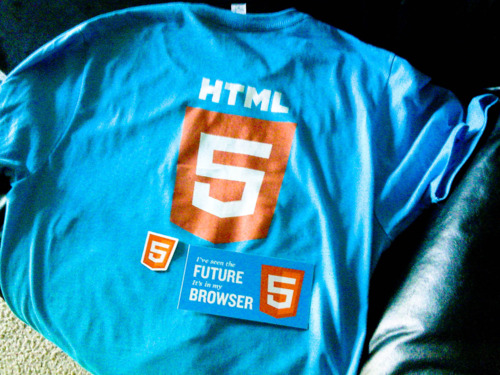 HTML
5
5
I've seen the
FUTURE
It's in my
BROWSER
5